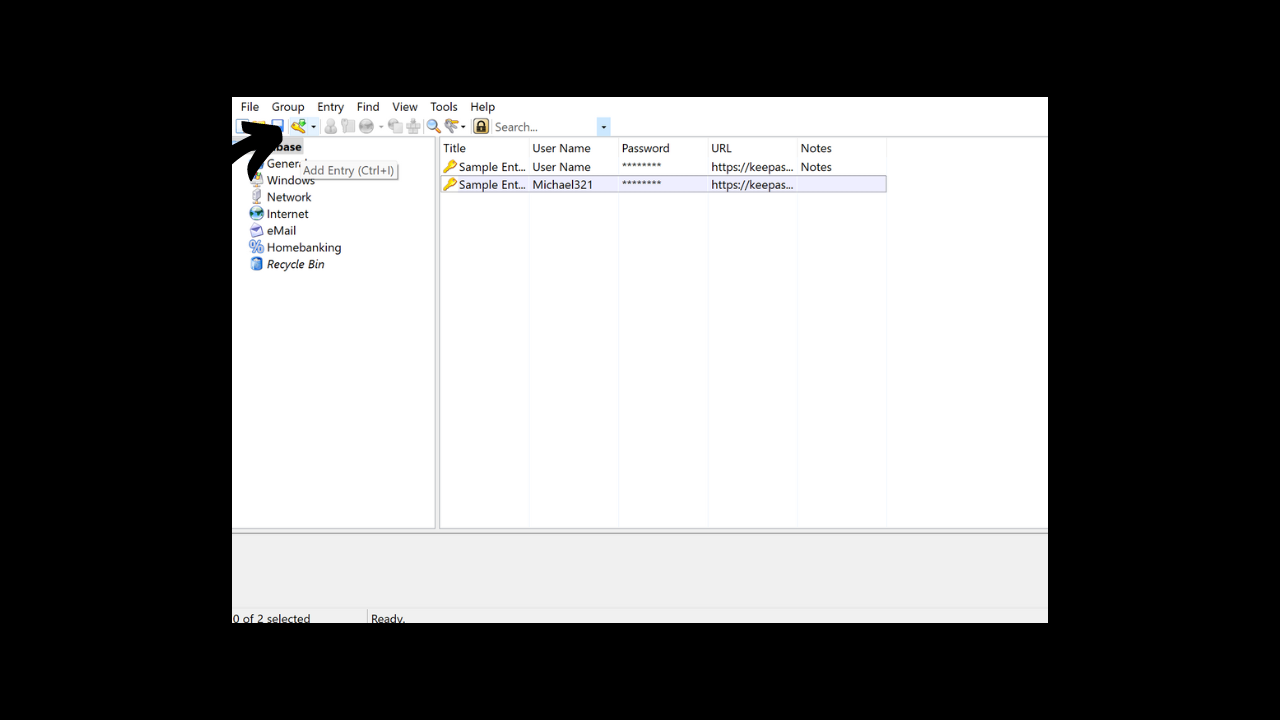 File Group Entry Find View Tools Help
Search...
base
Title User Name Password URL Notes
Gener
Add Entry (Ctrl+I)
Sample Ent... User Name ******** https://keepas... Notes
Windows
Sample Ent... Michael321 ******** https://keepas...
Network
Internet
eMail
Homebanking
Recycle Bin
0 of 2 selected Ready.